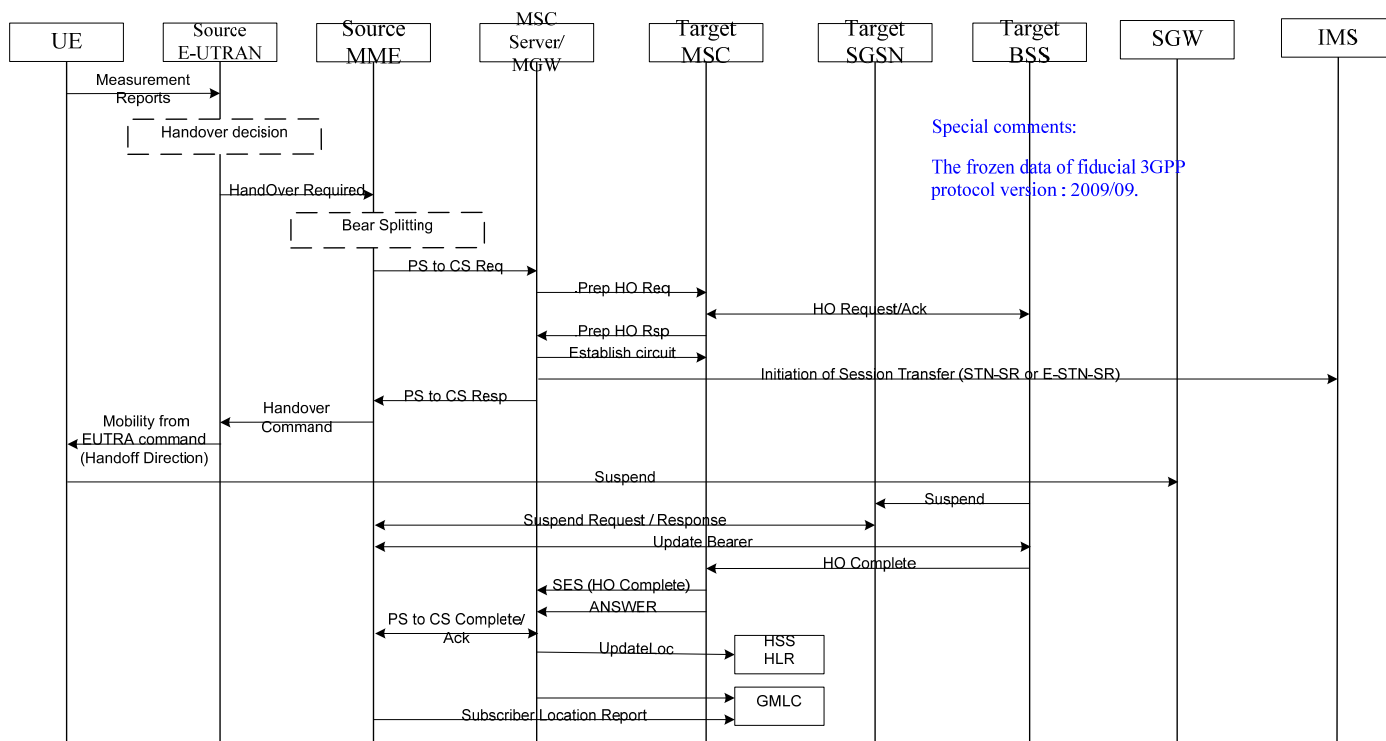 UE
Source
E-UTRAN
Source
MME
MSC
Server/
MGW
Target
MSC
Target
SGSN
Target
BSS
SGW
IMS
Measurement
Reports
Special comments:
Handover decision
The frozen data of fiducial 3GPP
protocol version : 2009/09.
HandOver Required
Bear Splitting
PS to CS Req
.Prep HO Req
HO Request/Ack
.Prep HO Rsp
Establish circuit
Initiation of Session Transfer (STN-SR or E-STN-SR)
PS to CS Resp
Handover
Command
Mobility from
EUTRA command
(Handoff Direction)
Suspend
Suspend
Suspend Request / Response
Update Bearer
HO Complete
SES (HO Complete)
ANSWER
PS to CS Complete/
Ack
UpdateLoc
HSS
HLR
GMLC
Subscriber Location Report